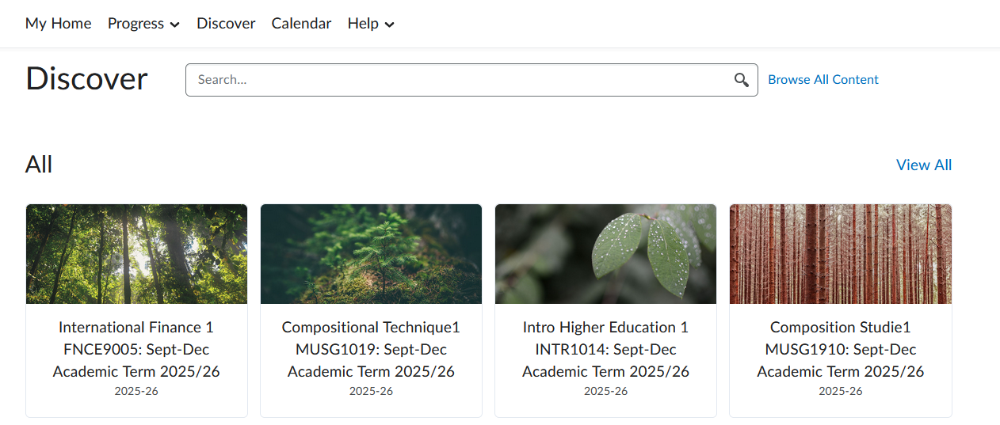 My Home Progress Discover Calendar Help
Discover Search... Browse All Content
All View All
International Finance 1
FNCE9005: Sept-Dec
Academic Term 2025/26
2025-26
Compositional Technique1
MUSG1019: Sept-Dec
Academic Term 2025/26
2025-26
Intro Higher Education 1
INTR1014: Sept-Dec
Academic Term 2025/26
2025-26
Composition Studie1
MUSG1910: Sept-Dec
Academic Term 2025/26
2025-26